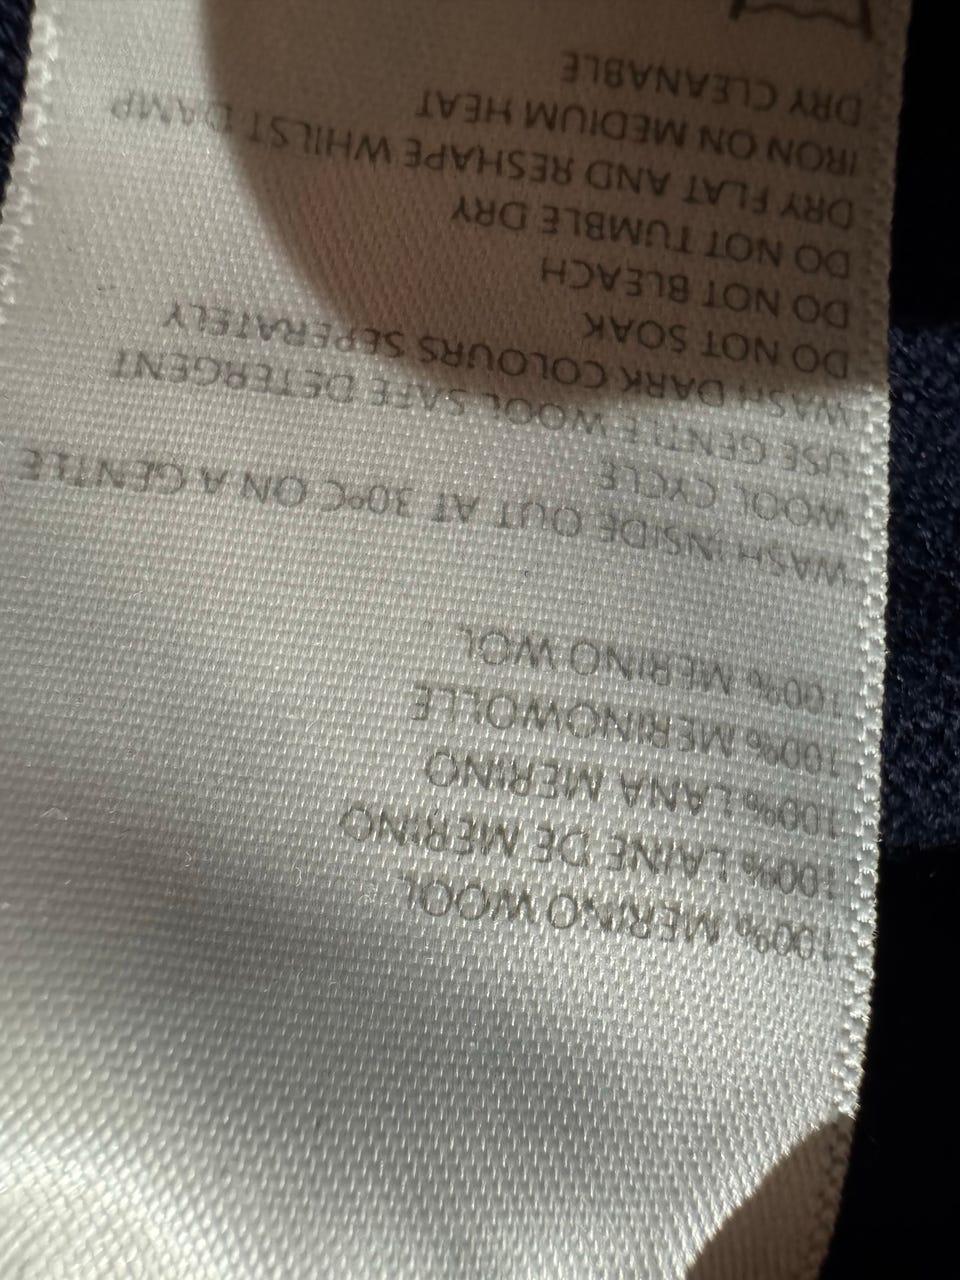 100% MERINO WOOL
100% LAINE DE MERINO
100% LANA MERINO
100% MERINOWOLLE
100% MERINO WOL
WASH INSIDE OUT AT 30ºC ON A GENTLE
WOOL CYCLE
USE GENTLE WOOL SAFE DETERGENT
WASH DARK COLOURS SEPERATELY
DO NOT SOAK
DO NOT BLEACH
DO NOT TUMBLE DRY
DRY FLAT AND RESHAPE WHILST DAMP
IRON ON MEDIUM HEAT
DRY CLEANABLE